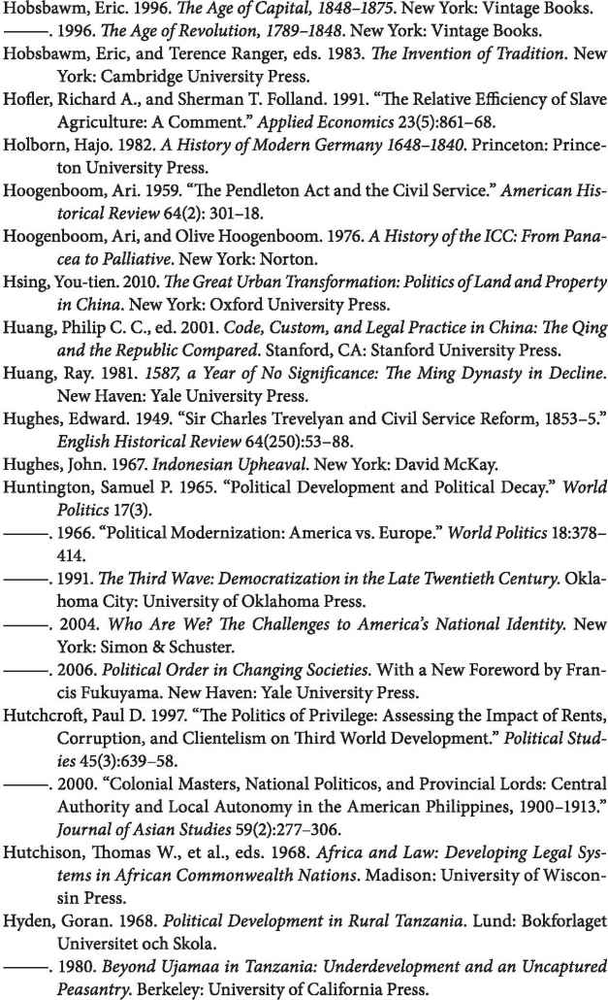 Hobsbawm, Eric. 1996. The Age of Capital, 1848–1875. New York: Vintage Books.
———. 1996. The Age of Revolution, 1789–1848. New York: Vintage Books.
Hobsbawm, Eric, and Terence Ranger, eds. 1983. The Invention of Tradition. New
York: Cambridge University Press.
Hofler, Richard A., and Sherman T. Folland. 1991. “The Relative Efficiency of Slave
Agriculture: A Comment.” Applied Economics 23(5):861–68.
Holborn, Hajo. 1982. A History of Modern Germany 1648–1840. Princeton: Prince-
ton University Press.
Hoogenboom, Ari. 1959. “The Pendleton Act and the Civil Service.” American His-
torical Review 64(2): 301–18.
Hoogenboom, Ari, and Olive Hoogenboom. 1976. A History of the ICC: From Pana-
cea to Palliative. New York: Norton.
Hsing, You-tien. 2010. The Great Urban Transformation: Politics of Land and Property
in China. New York: Oxford University Press.
Huang, Philip C. C., ed. 2001. Code, Custom, and Legal Practice in China: The Qing
and the Republic Compared. Stanford, CA: Stanford University Press.
Huang, Ray. 1981. 1587, a Year of No Significance: The Ming Dynasty in Decline.
New Haven: Yale University Press.
Hughes, Edward. 1949. “Sir Charles Trevelyan and Civil Service Reform, 1853–5.”
English Historical Review 64(250):53–88.
Hughes, John. 1967. Indonesian Upheaval. New York: David McKay.
Huntington, Samuel P. 1965. “Political Development and Political Decay.” World
Politics 17(3).
———. 1966. “Political Modernization: America vs. Europe.” World Politics 18:378–
414.
———. 1991. The Third Wave: Democratization in the Late Twentieth Century. Okla-
homa City: University of Oklahoma Press.
———. 2004. Who Are We? The Challenges to America’s National Identity. New
York: Simon & Schuster.
———. 2006. Political Order in Changing Societies. With a New Foreword by Fran-
cis Fukuyama. New Haven: Yale University Press.
Hutchcroft, Paul D. 1997. “The Politics of Privilege: Assessing the Impact of Rents,
Corruption, and Clientelism on Third World Development.” Political Stud-
ies 45(3):639–58.
———. 2000. “Colonial Masters, National Politicos, and Provincial Lords: Central
Authority and Local Autonomy in the American Philippines, 1900–1913.”
Journal of Asian Studies 59(2):277–306.
Hutchison, Thomas W., et al., eds. 1968. Africa and Law: Developing Legal Sys-
tems in African Commonwealth Nations. Madison: University of Wiscon-
sin Press.
Hyden, Goran. 1968. Political Development in Rural Tanzania. Lund: Bokforlaget
Universitet och Skola.
———. 1980. Beyond Ujamaa in Tanzania: Underdevelopment and an Uncaptured
Peasantry. Berkeley: University of California Press.